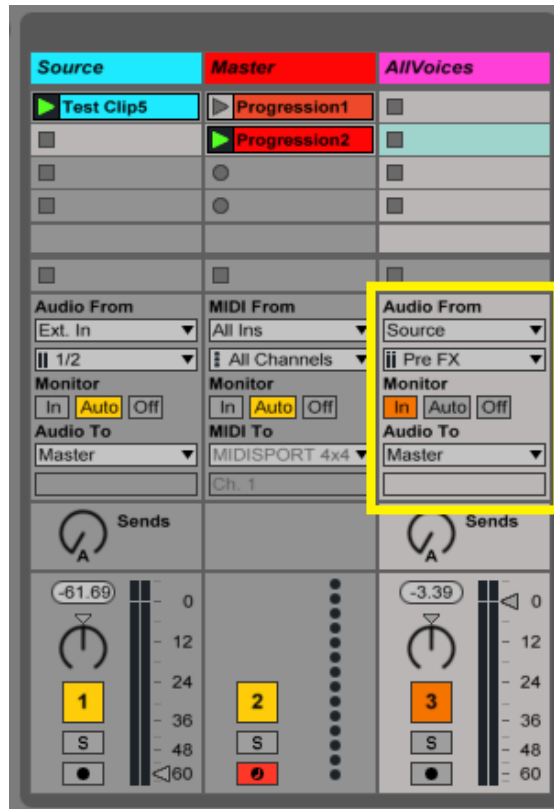 Source
Master
AllVoices
Test Clip5
Progression1
Progression2
Audio From
MIDI From
Audio From
Ext. In
All Ins
Source
1/2
All Channels
Pre FX
Monitor
Monitor
Monitor
In Auto Off
In Auto Off
In Auto Off
Audio To
MIDI To
Audio To
Master
MIDISPORT 4x4
Master
Ch. 1
Sends
A
Sends
A
-61.69
0
12
24
36
48
60
1
S
2
S
-3.39
0
12
24
36
48
60
3
S